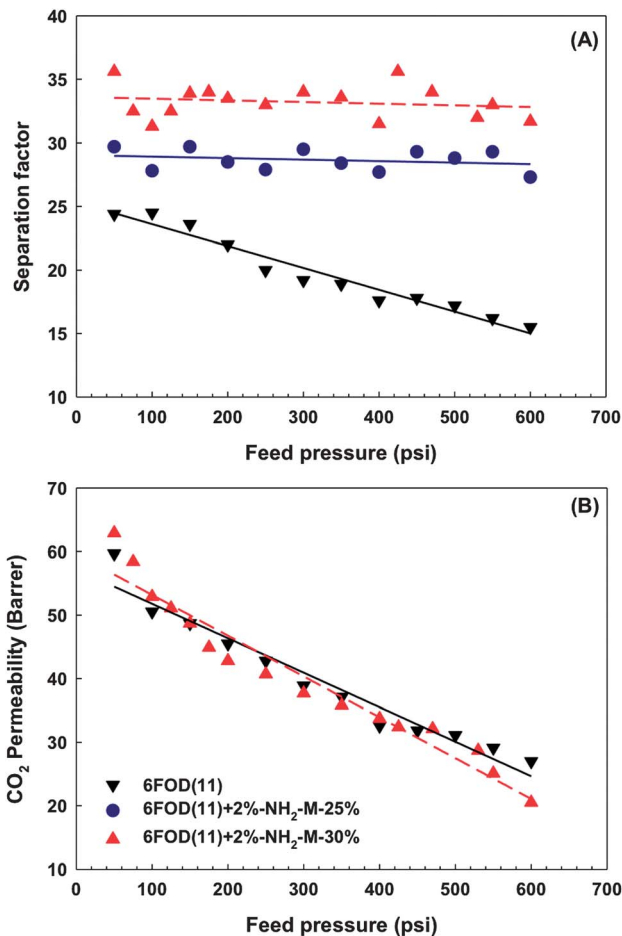 40
(A)
35
30
25
20
15
10
Separation factor
0 100 200 300 400 500 600 700
Feed pressure (psi)
70
(B)
60
50
40
30
20
10
CO₂ Permeability (Barrer)
6FOD(11)
6FOD(11)+2%-NH₂-M-25%
6FOD(11)+2%-NH₂-M-30%
0 100 200 300 400 500 600 700
Feed pressure (psi)